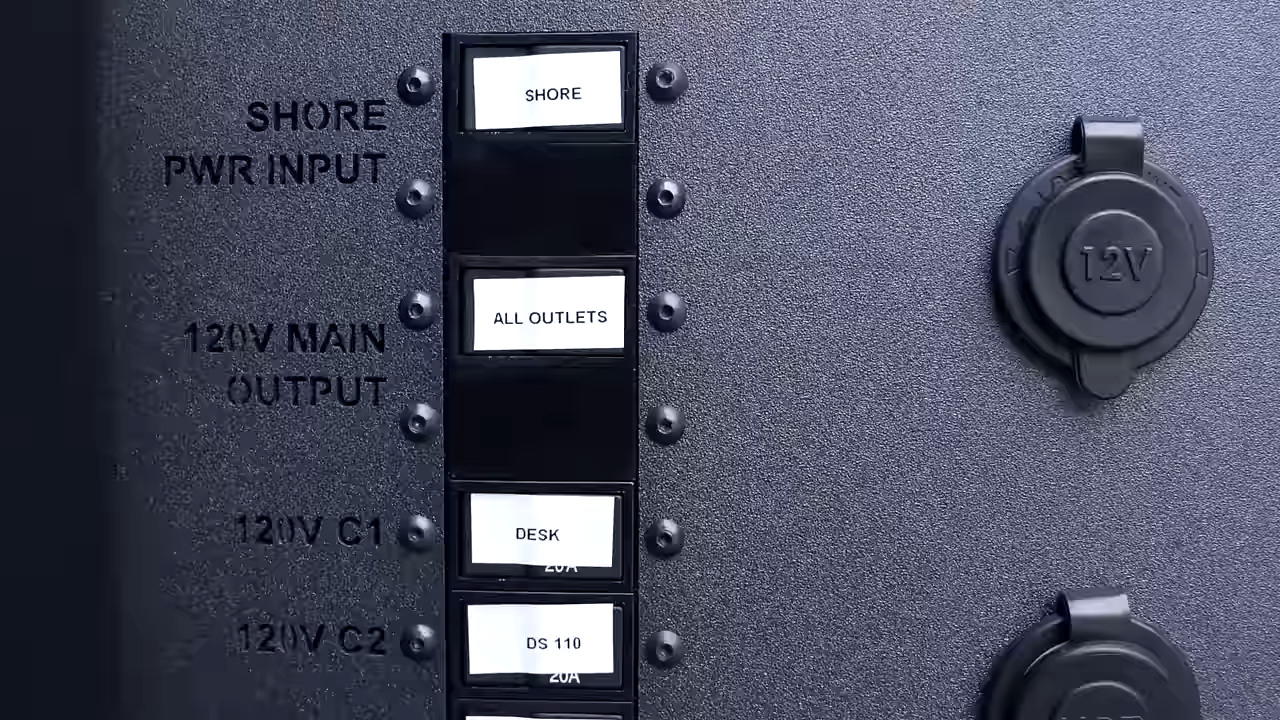 SHORE
PWR INPUT
SHORE
120V MAIN
OUTPUT
ALL OUTLETS
120V C1
DESK
20A
120V C2
DS 110
20A
12V